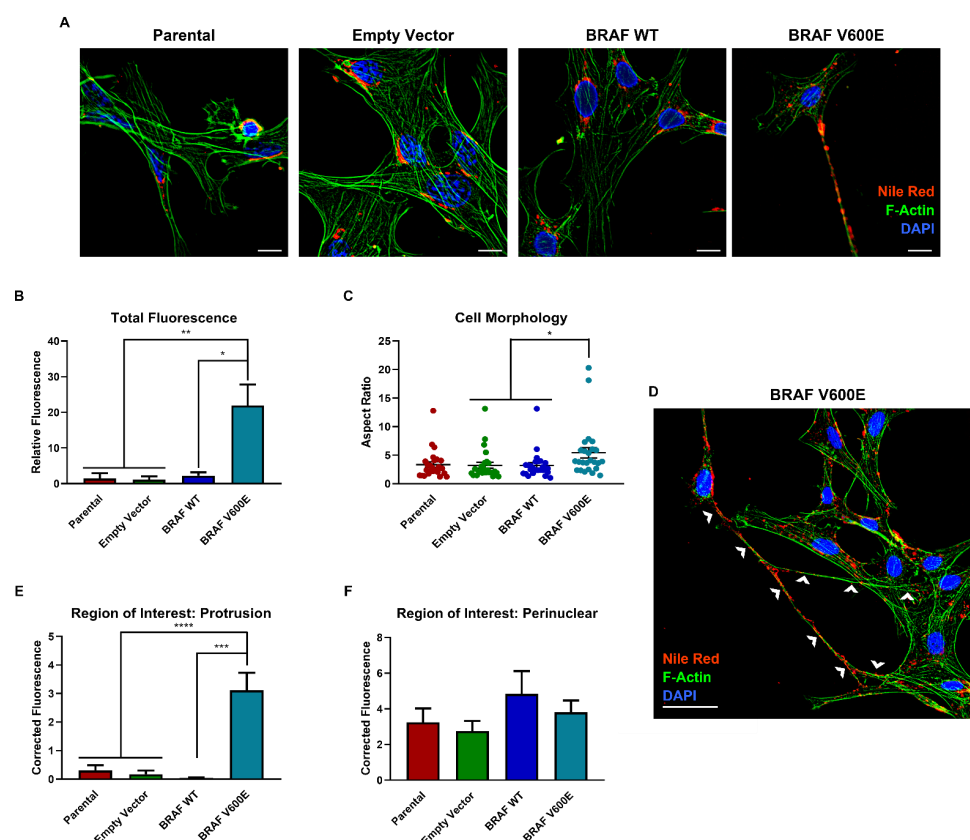 A
Parental
Empty Vector
BRAF WT
BRAF V600E
Nile Red
F-Actin
DAPI
B
Total Fluorescence
**
*
Relative Fluorescence
40
30
20
10
0
Parental
Empty Vector
BRAF WT
BRAF V600E
C
Cell Morphology
*
Aspect Ratio
25
20
15
10
5
0
Parental
Empty Vector
BRAF WT
BRAF V600E
D
BRAF V600E
Nile Red
F-Actin
DAPI
E
Region of Interest: Protrusion
****
***
Corrected Fluorescence
5
4
3
2
1
0
Parental
Empty Vector
BRAF WT
BRAF V600E
F
Region of Interest: Perinuclear
Corrected Fluorescence
8
6
4
2
0
Parental
Empty Vector
BRAF WT
BRAF V600E